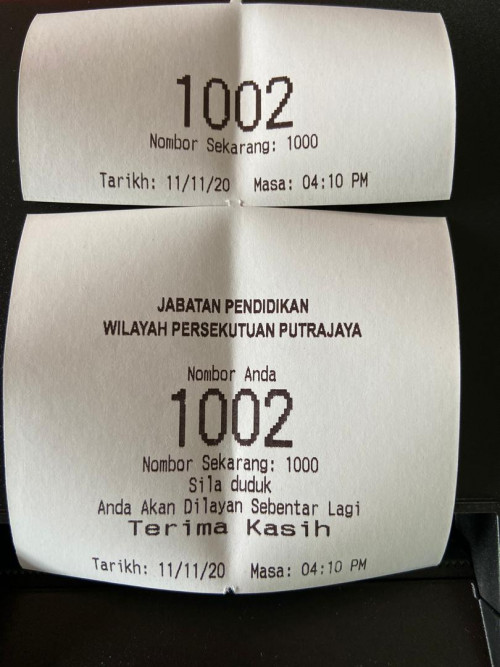 1002
Nombor Sekarang: 1000
Tarikh: 11/11/20 Masa: 04:10 PM
JABATAN PENDIDIKAN
WILAYAH PERSEKUTUAN PUTRAJAYA
Nombor Anda
1002
Nombor Sekarang: 1000
Sila duduk
Anda Akan Dilayan Sebentar Lagi
Terima Kasih
Tarikh: 11/11/20 Masa: 04:10 PM